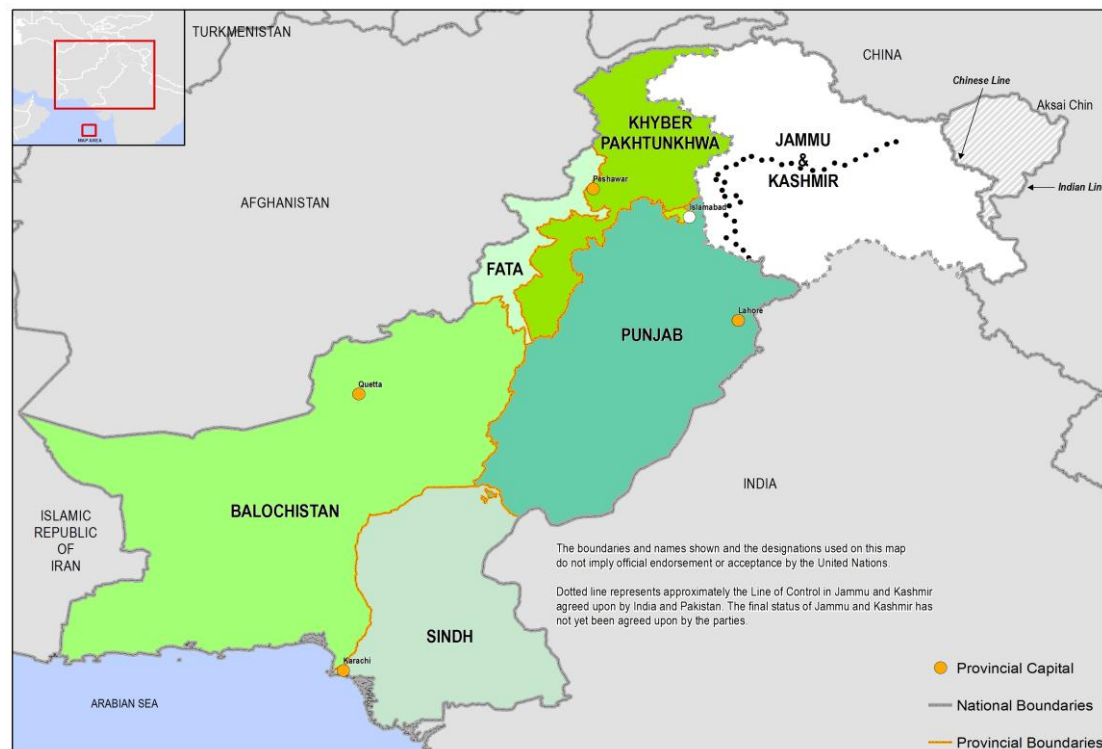 TURKMENISTAN
CHINA
Chinese Line
Aksai Chin
MAP AREA
KHYBER
PAKHTUNKHWA
JAMMU
&
KASHMIR
Peshawar
Indian Line
AFGHANISTAN
Islamabad
FATA
Lahore
PUNJAB
Quetta
INDIA
BALOCHISTAN
ISLAMIC
REPUBLIC
OF
IRAN
The boundaries and names shown and the designations used on this map
do not imply official endorsement or acceptance by the United Nations.
Dotted line represents approximately the Line of Control in Jammu and Kashmir
agreed upon by India and Pakistan. The final status of Jammu and Kashmir has
not yet been agreed upon by the parties.
SINDH
Karachi
ARABIAN SEA
Provincial Capital
National Boundaries
Provincial Boundaries